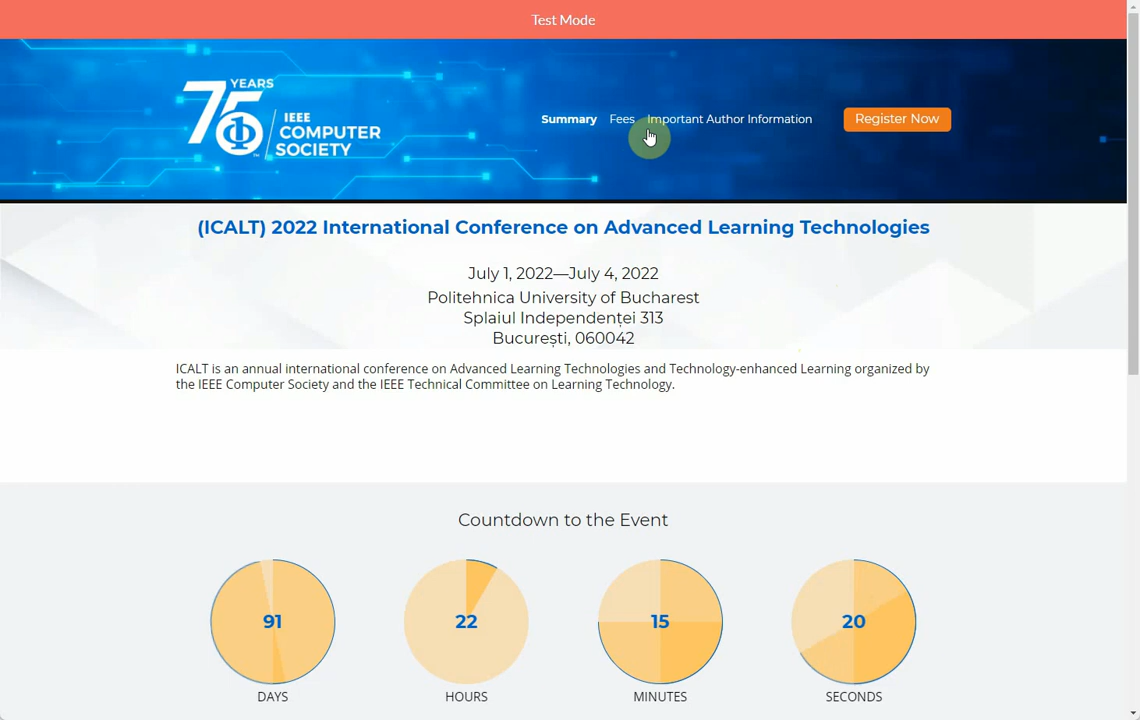 Test Mode
75 YEARS
IEEE
COMPUTER
SOCIETY
TM
Summary Fees Important Author Information Register Now
(ICALT) 2022 International Conference on Advanced Learning Technologies
July 1, 2022—July 4, 2022
Politehnica University of Bucharest
Splaiul Independenței 313
București, 060042
ICALT is an annual international conference on Advanced Learning Technologies and Technology-enhanced Learning organized by
the IEEE Computer Society and the IEEE Technical Committee on Learning Technology.
Countdown to the Event
91 22 15 20
DAYS HOURS MINUTES SECONDS